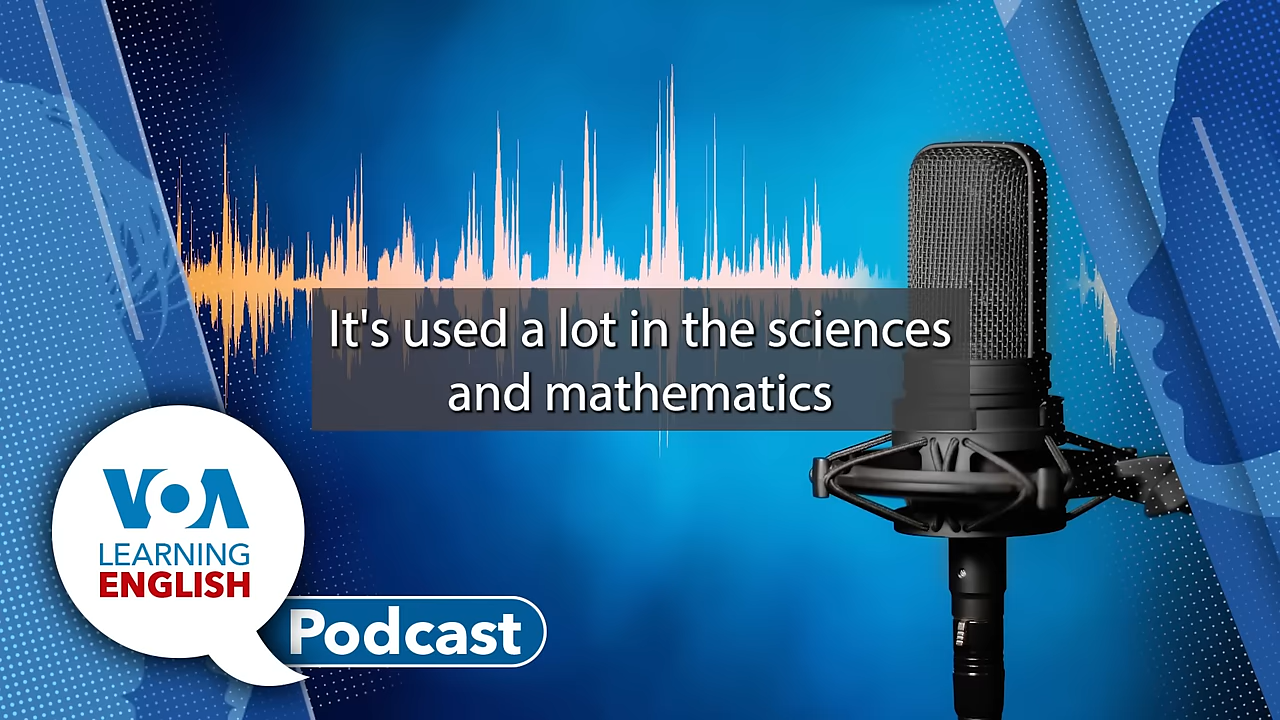 It's used a lot in the sciences
and mathematics
VOA
LEARNING
ENGLISH
Podcast